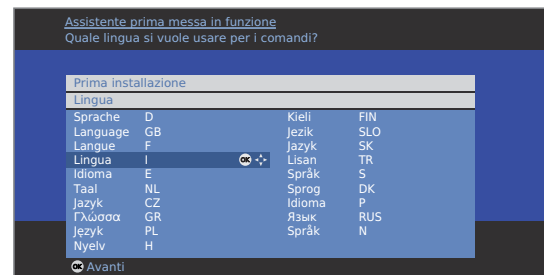 Assistente prima messa in funzione
Quale lingua si vuole usare per i comandi?
Prima installazione
Lingua
Sprache D
Language GB
Langue F
Lingua I OK
Idioma E
Taal NL
Jazyk CZ
Γλώσσα GR
Język PL
Nyelv H
Kieli FIN
Jezik SLO
Jazyk SK
Lisan TR
Språk S
Sprog DK
Idioma P
Язык RUS
Språk N
OK Avanti